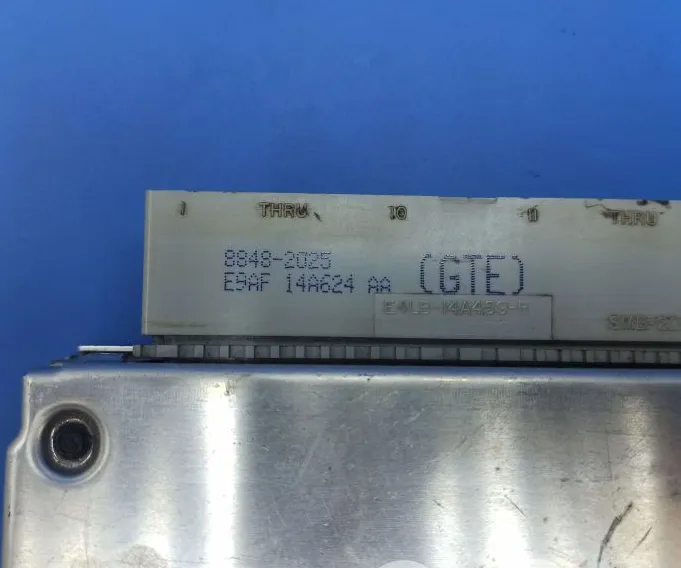 1 THRU 10 11 THRU
8848-2025
E9AF 14A624 AA
(GTE)